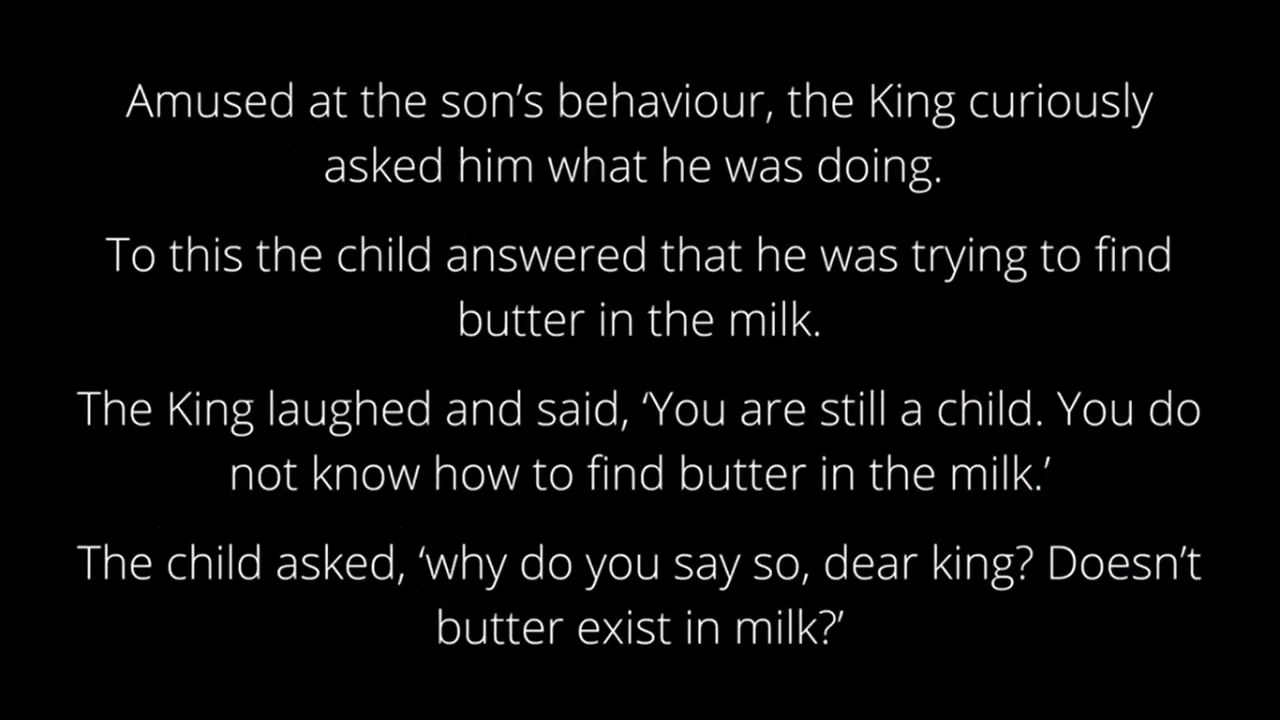 Amused at the son’s behaviour, the King curiously
asked him what he was doing.
To this the child answered that he was trying to find
butter in the milk.
The King laughed and said, ‘You are still a child. You do
not know how to find butter in the milk.’
The child asked, ‘why do you say so, dear king? Doesn’t
butter exist in milk?’